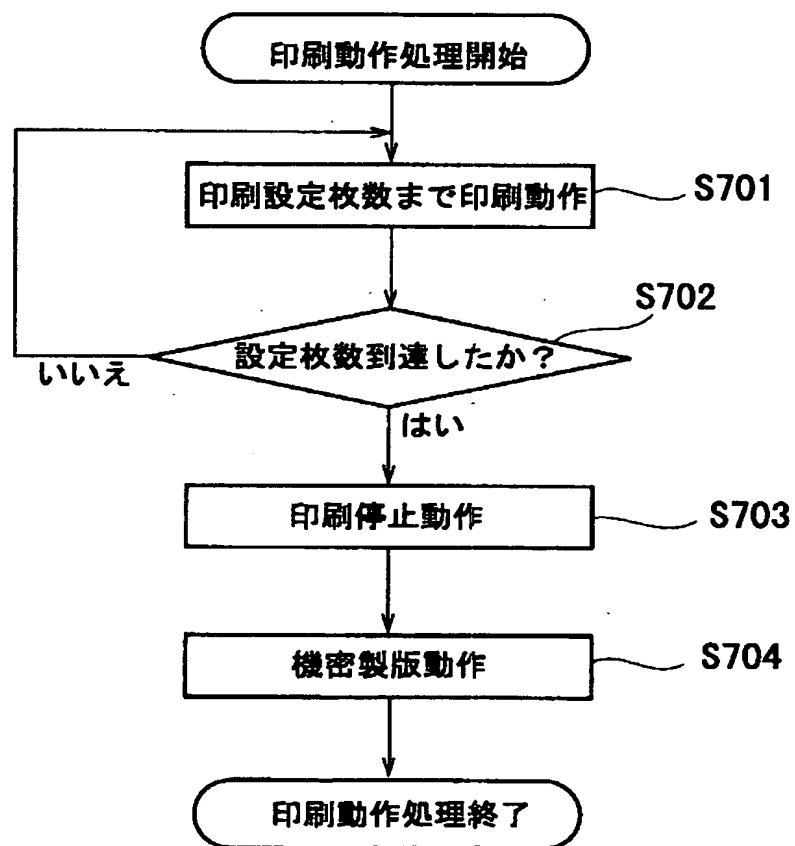 印刷動作処理開始
印刷設定枚数まで印刷動作
S701
S702
設定枚数到達したか？
いいえ
はい
印刷停止動作
S703
機密製版動作
S704
印刷動作処理終了